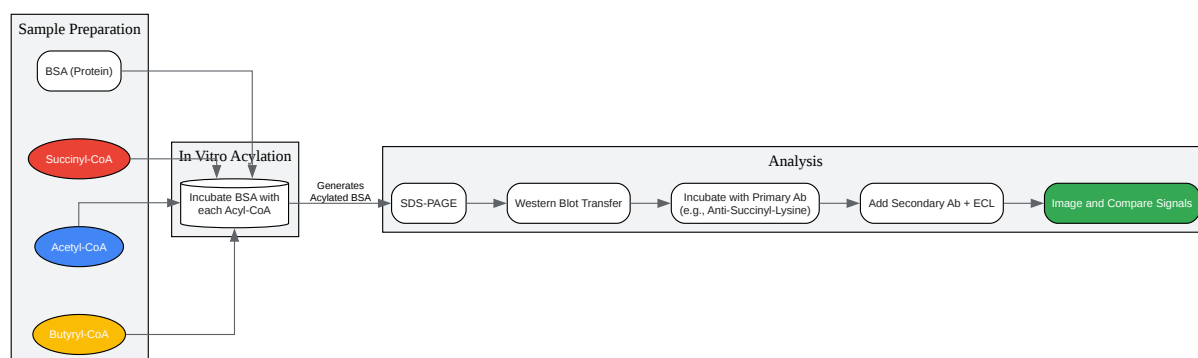 Sample Preparation
BSA (Protein)
Succinyl-CoA
Acetyl-CoA
Butyryl-CoA
In Vitro Acylation
Incubate BSA with
each Acyl-CoA
Generates
Acylated BSA
Analysis
SDS-PAGE
Western Blot Transfer
Incubate with Primary Ab
(e.g., Anti-Succinyl-Lysine)
Add Secondary Ab + ECL
Image and Compare Signals